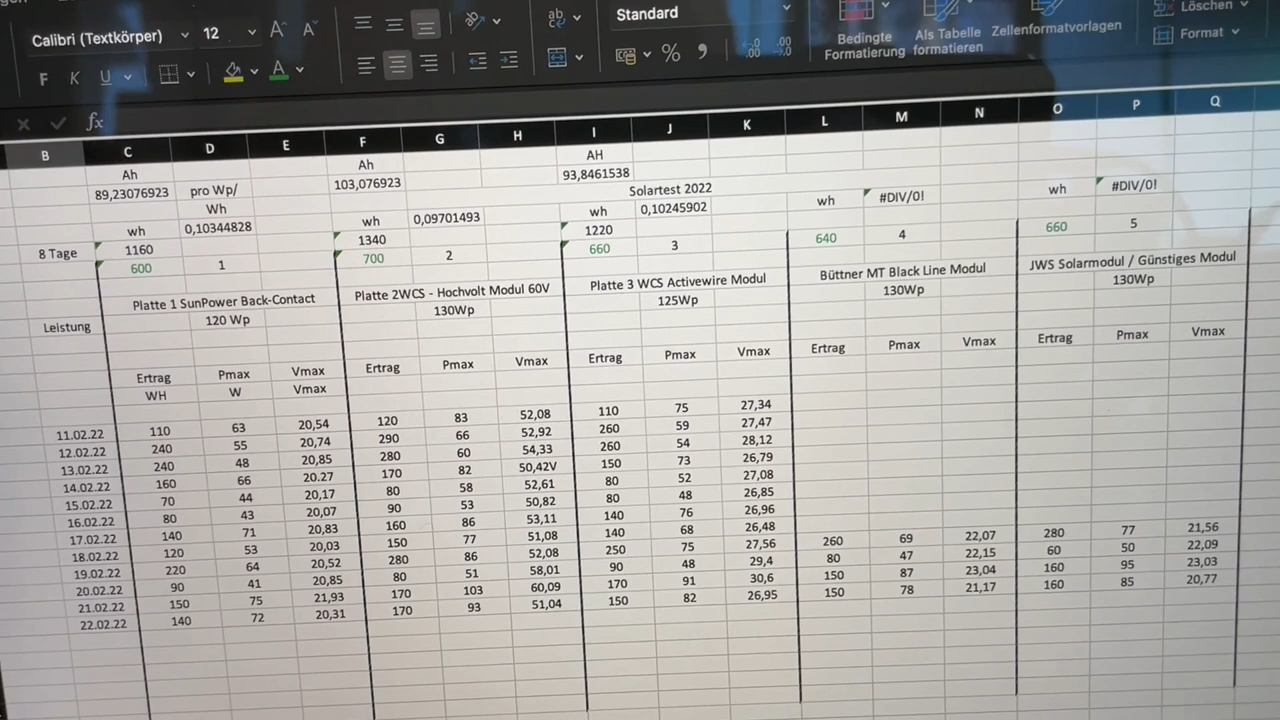 Calibri (Textkörper) 12 A A Standard Bedingte Formatierung Als Tabelle formatieren Zellenformatvorlagen Löschen
F K U A % Format
fx
B C D E F G H I J K L M N O P Q
Ah Ah AH
89,23076923 pro Wp/ 103,076923 93,8461538 Solartest 2022 wh #DIV/0! wh #DIV/0!
Wh
wh 0,10344828 wh 0,09701493 wh 0,10245902
8 Tage 1160 1340 1220
600 1 700 2 660 3 640 4 660 5
Platte 1 SunPower Back-Contact Platte 2WCS - Hochvolt Modul 60V Platte 3 WCS Activewire Modul Büttner MT Black Line Modul JWS Solarmodul / Günstiges Modul
Leistung 120 Wp 130Wp 125Wp 130Wp 130Wp
Ertrag Pmax Vmax Ertrag Pmax Vmax Ertrag Pmax Vmax Ertrag Pmax Vmax Ertrag Pmax Vmax
WH W Vmax
11.02.22 110 63 20,54 120 83 52,08 110 75 27,34
12.02.22 240 55 20,74 290 66 52,92 260 59 27,47
13.02.22 240 48 20,85 280 60 54,33 260 54 28,12
14.02.22 160 66 20.27 170 82 50,42V 150 73 26,79
15.02.22 70 44 20,17 80 58 52,61 80 52 27,08
16.02.22 80 43 20,07 90 53 50,82 80 48 26,85
17.02.22 140 71 20,83 160 86 53,11 140 76 26,96
18.02.22 120 53 20,03 150 77 51,08 140 68 26,48
19.02.22 220 64 20,52 280 86 52,08 250 75 27,56 260 69 22,07 280 77 21,56
20.02.22 90 41 20,85 80 51 58,01 90 48 29,4 80 47 22,15 60 50 22,09
21.02.22 150 75 21,93 170 103 60,09 170 91 30,6 150 87 23,04 160 95 23,03
22.02.22 140 72 20,31 170 93 51,04 150 82 26,95 150 78 21,17 160 85 20,77